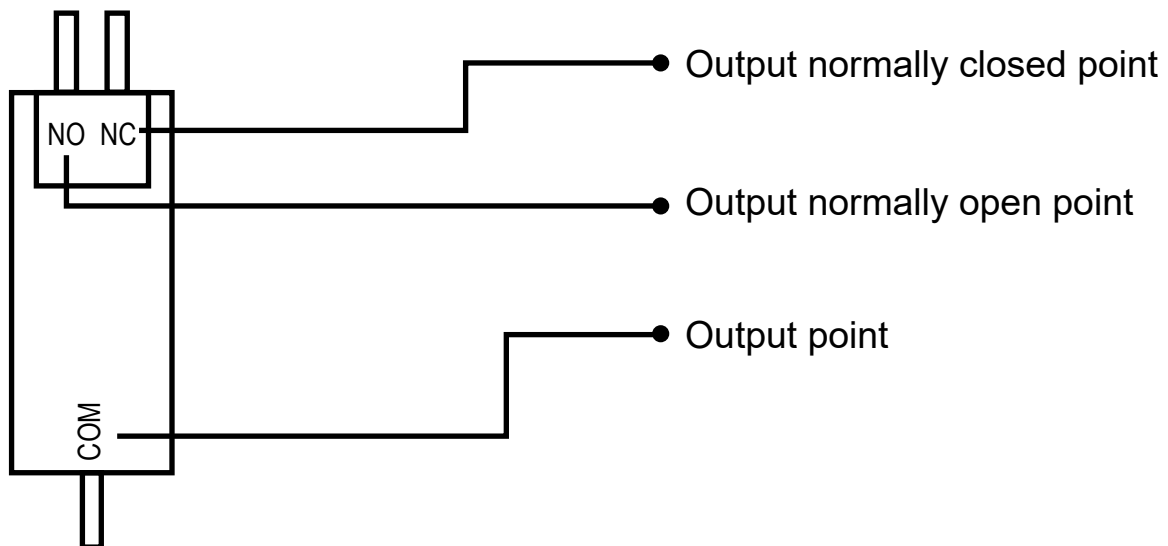 Output normally closed point
NO NC
Output normally open point
Output point
COM